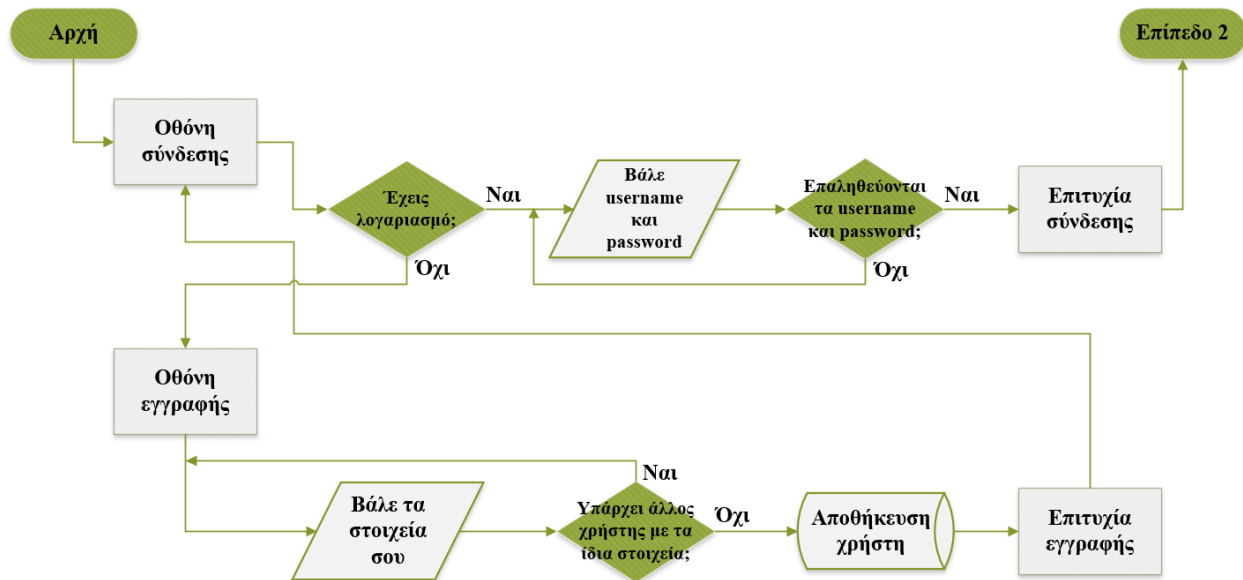 Αρχή
Επίπεδο 2
Οθόνη
σύνδεσης
Έχεις
λογαριασμό;
Ναι
Όχι
Βάλε
username
και
password
Επαληθεύονται
τα username
και password;
Ναι
Όχι
Επιτυχία
σύνδεσης
Οθόνη
εγγραφής
Βάλε τα
στοιχεία
σου
Ναι
Υπάρχει άλλος
χρήστης με τα
ίδια στοιχεία;
Όχι
Αποθήκευση
χρήστη
Επιτυχία
εγγραφής